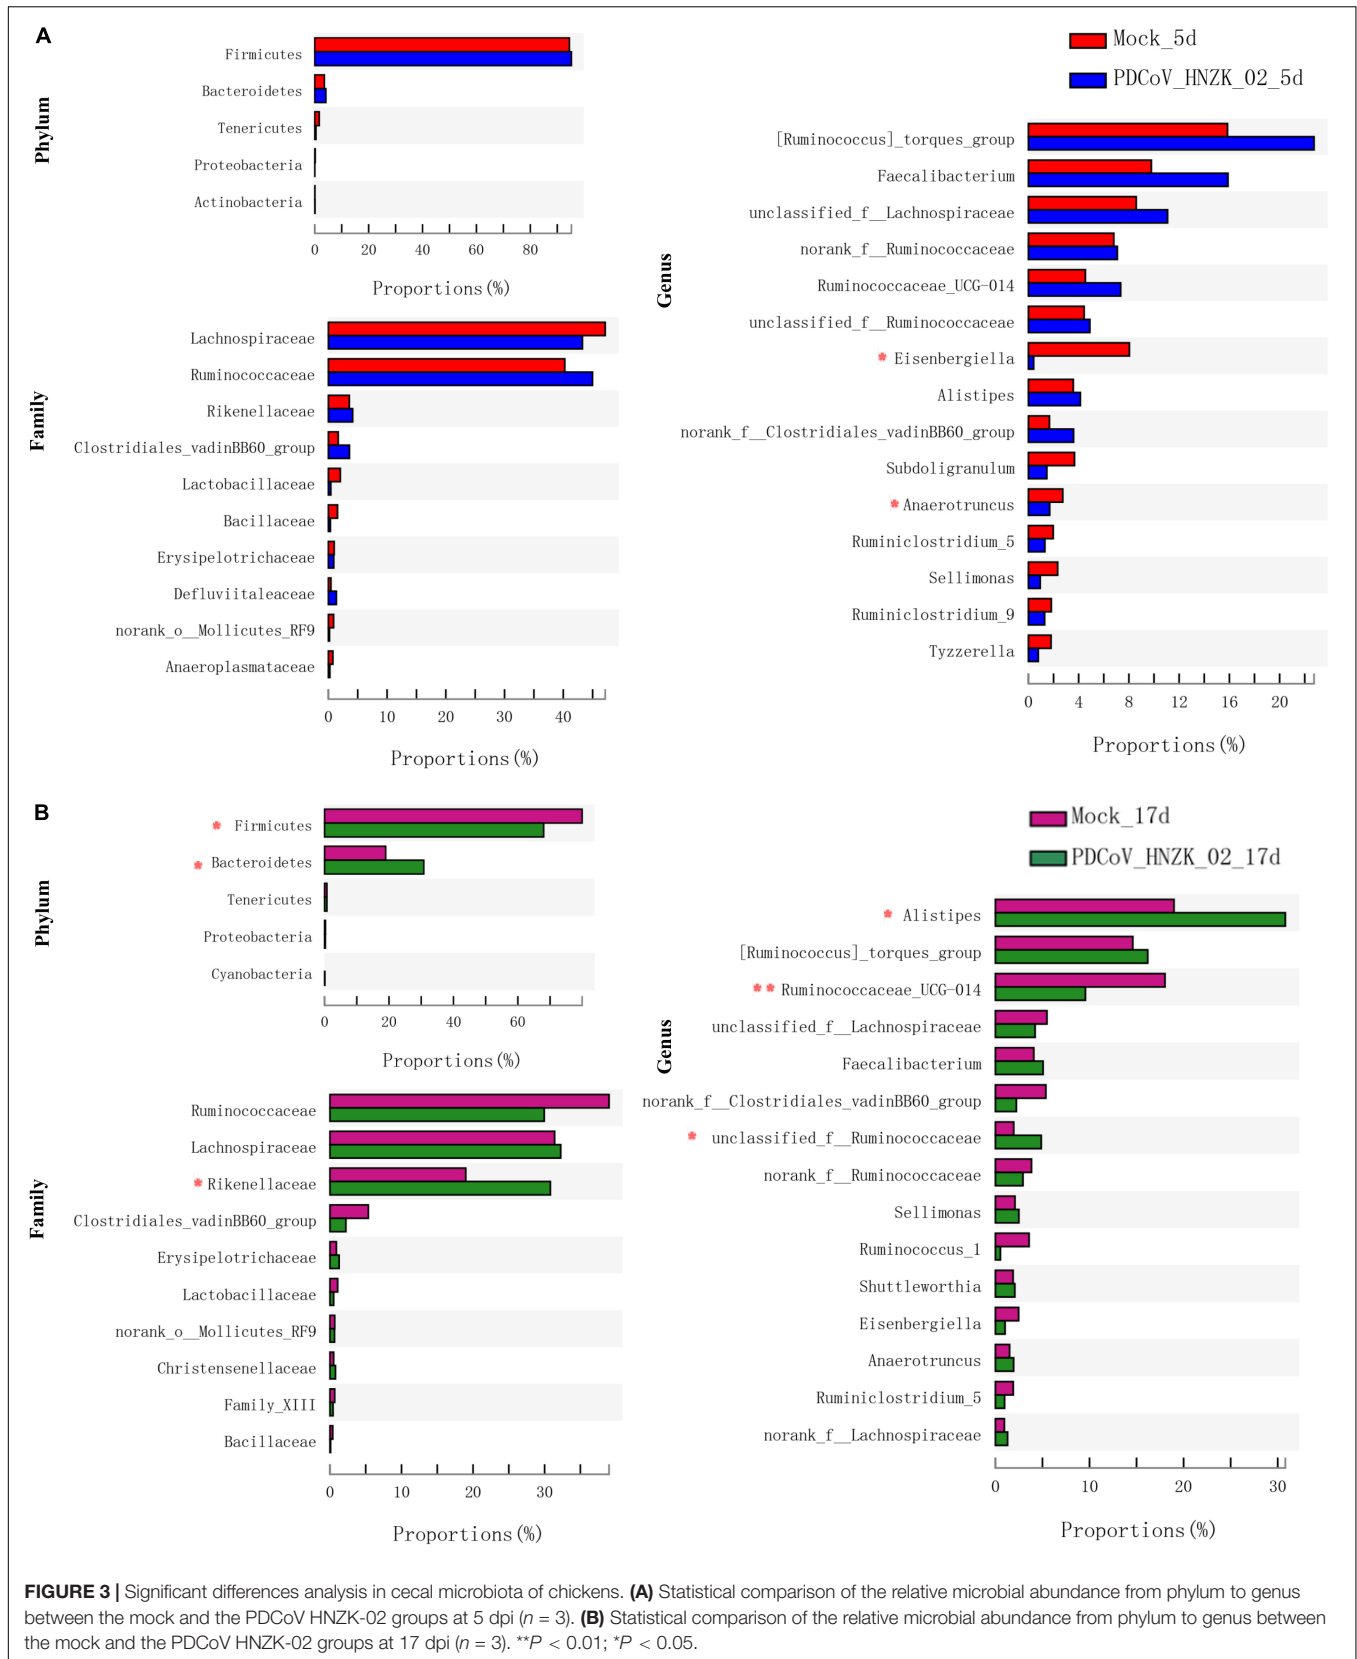 A
Phylum
Firmicutes
Bacteroidetes
Tenericutes
Proteobacteria
Actinobacteria
0 20 40 60 80
Proportions(%)
Family
Lachnospiraceae
Ruminococcaceae
Rikenellaceae
Clostridiales_vadinBB60_group
Lactobacillaceae
Bacillaceae
Erysipelotrichaceae
Defluviitaleaceae
norank_o__Mollicutes_RF9
Anaeroplasmataceae
0 10 20 30 40
Proportions(%)
Mock_5d
PDCoV_HNZK_02_5d
Genus
[Ruminococcus]_torques_group
Faecalibacterium
unclassified_f__Lachnospiraceae
norank_f__Ruminococcaceae
Ruminococcaceae_UCG-014
unclassified_f__Ruminococcaceae
* Eisenbergiella
Alistipes
norank_f__Clostridiales_vadinBB60_group
Subdoligranulum
* Anaerotruncus
Ruminiclostridium_5
Sellimonas
Ruminiclostridium_9
Tyzzerella
0 4 8 12 16 20
Proportions(%)
B
Phylum
* Firmicutes
* Bacteroidetes
Tenericutes
Proteobacteria
Cyanobacteria
0 20 40 60
Proportions(%)
Family
Ruminococcaceae
Lachnospiraceae
* Rikenellaceae
Clostridiales_vadinBB60_group
Erysipelotrichaceae
Lactobacillaceae
norank_o__Mollicutes_RF9
Christensenellaceae
Family_XIII
Bacillaceae
0 10 20 30
Proportions(%)
Mock_17d
PDCoV_HNZK_02_17d
Genus
* Alistipes
[Ruminococcus]_torques_group
** Ruminococcaceae_UCG-014
unclassified_f__Lachnospiraceae
Faecalibacterium
norank_f__Clostridiales_vadinBB60_group
* unclassified_f__Ruminococcaceae
norank_f__Ruminococcaceae
Sellimonas
Ruminococcus_1
Shuttleworthia
Eisenbergiella
Anaerotruncus
Ruminiclostridium_5
norank_f__Lachnospiraceae
0 10 20 30
Proportions(%)
FIGURE 3 | Significant differences analysis in cecal microbiota of chickens. (A) Statistical comparison of the relative microbial abundance from phylum to genus
between the mock and the PDCoV HNZK-02 groups at 5 dpi (n = 3). (B) Statistical comparison of the relative microbial abundance from phylum to genus between
the mock and the PDCoV HNZK-02 groups at 17 dpi (n = 3). **P < 0.01; *P < 0.05.